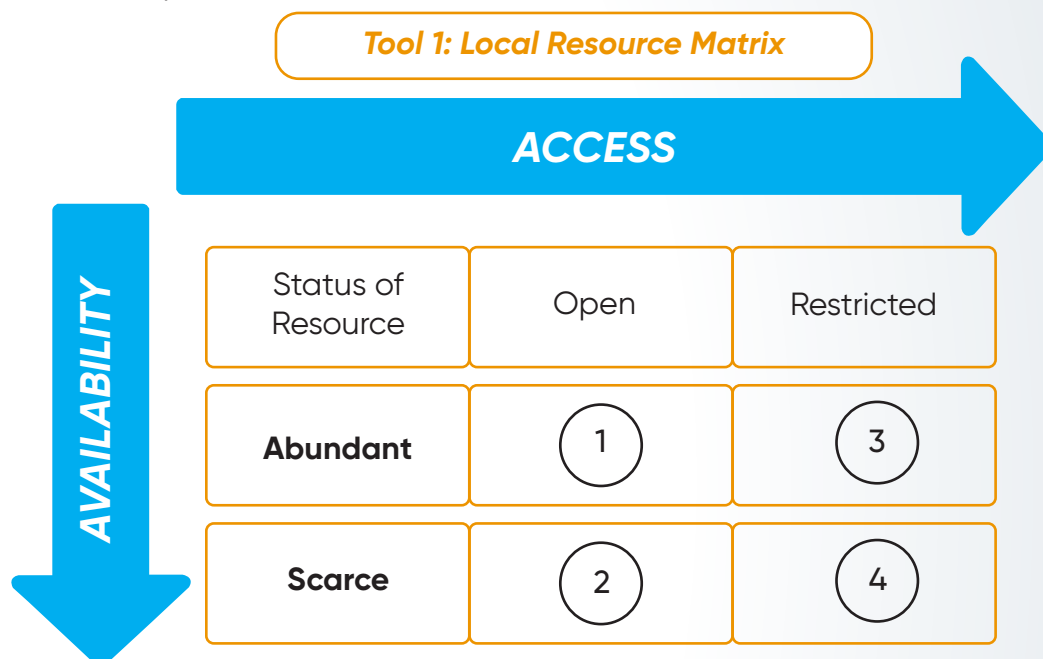 Tool 1: Local Resource Matrix
ACCESS
AVAILABILITY
Status of
Resource
Open
Restricted
Abundant
1
3
Scarce
2
4